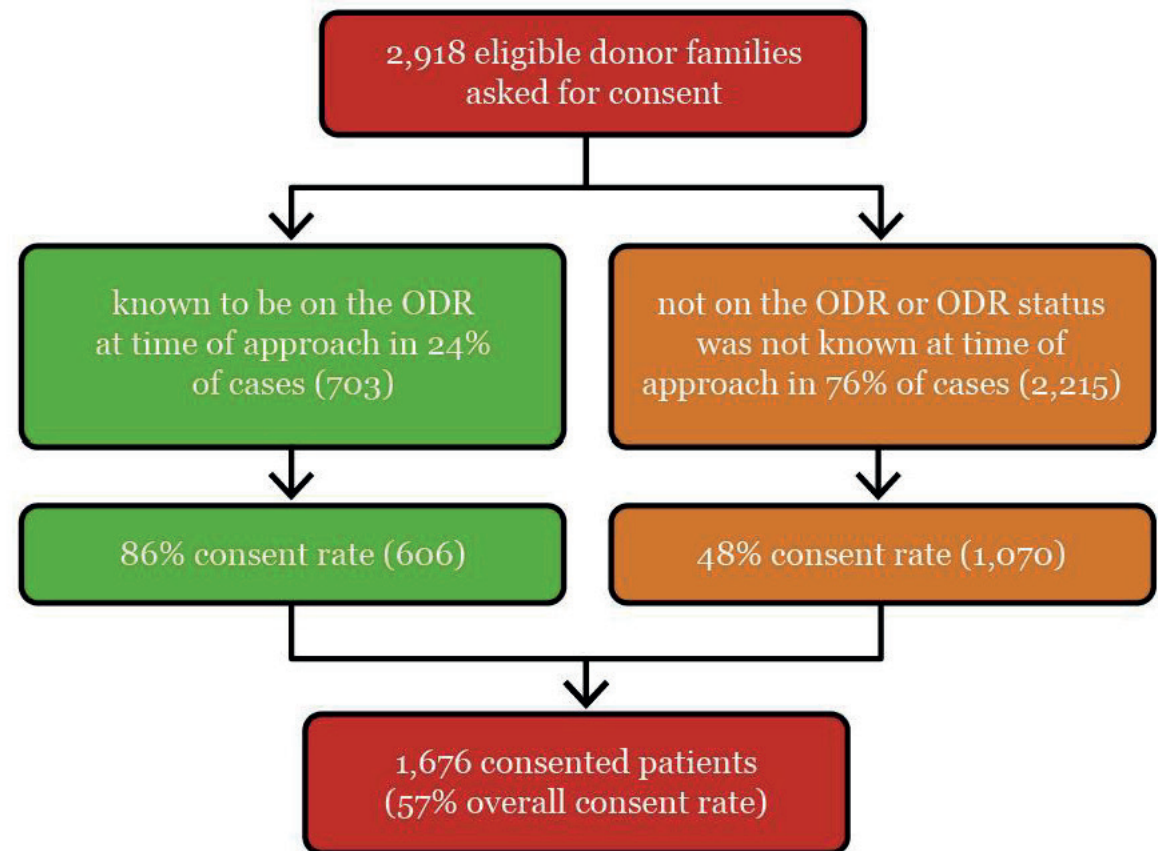 2,918 eligible donor families
asked for consent
known to be on the ODR
at time of approach in 24%
of cases (703)
not on the ODR or ODR status
was not known at time of
approach in 76% of cases (2,215)
86% consent rate (606)
48% consent rate (1,070)
1,676 consented patients
(57% overall consent rate)